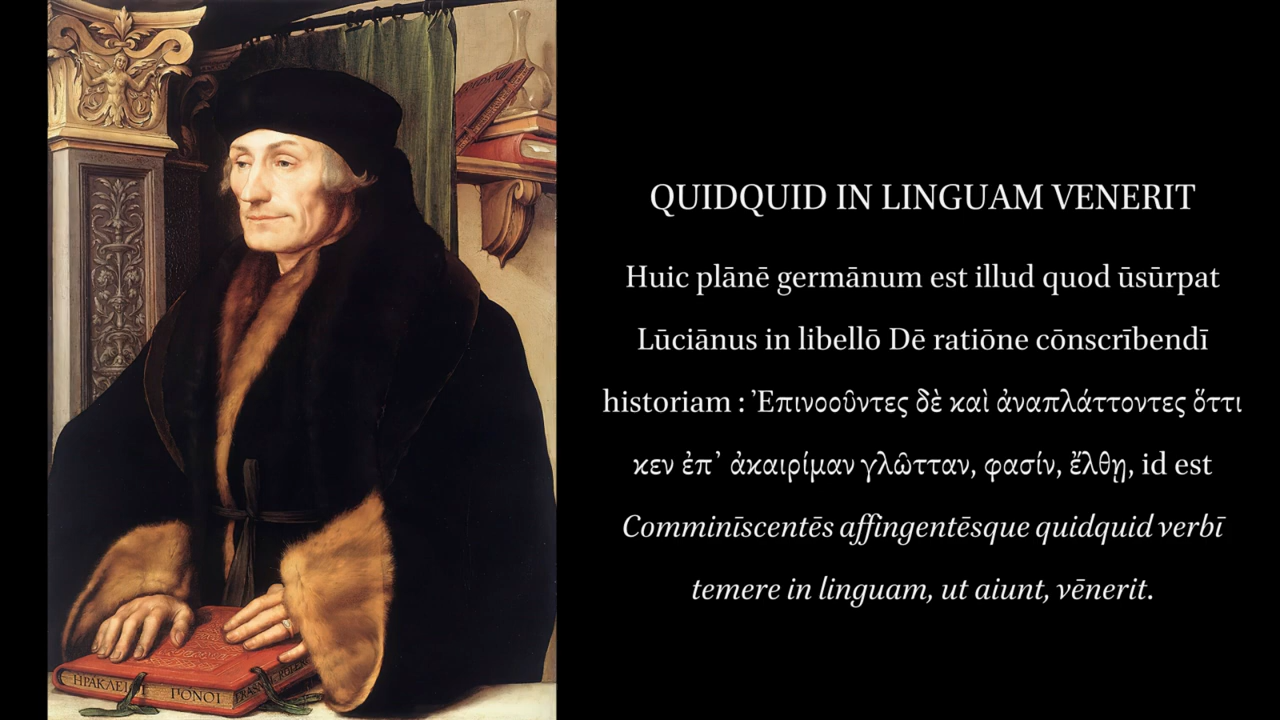 QUIDQUID IN LINGUAM VENERIT
Huic plānē germānum est illud quod ūsūrpat
Lūciānus in libellō Dē ratiōne cōnscrībendī
historiam : Ἐπινοοῦντες δὲ καὶ ἀναπλάττοντες ὅττι
κεν ἐπ᾽ ἀκαιρίμαν γλῶτταν, φασίν, ἔλθῃ, id est
Comminīscentēs affingentēsque quidquid verbī
temere in linguam, ut aiunt, vēnerit.
ΗΡΑΚΛΕΙ ΠΟΝΟΙ